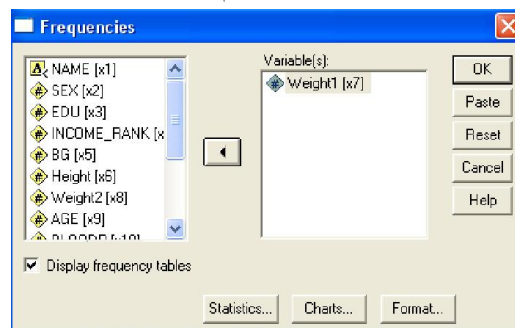 Frequencies
NAME [x1]
SEX [x2]
EDU [x3]
INCOME_RANK [x
BG [x5]
Height [x6]
Weight2 [x8]
AGE [x9]
Variable(s):
Weight1 [x7]
OK
Paste
Reset
Cancel
Help
Display frequency tables
Statistics...
Charts...
Format...